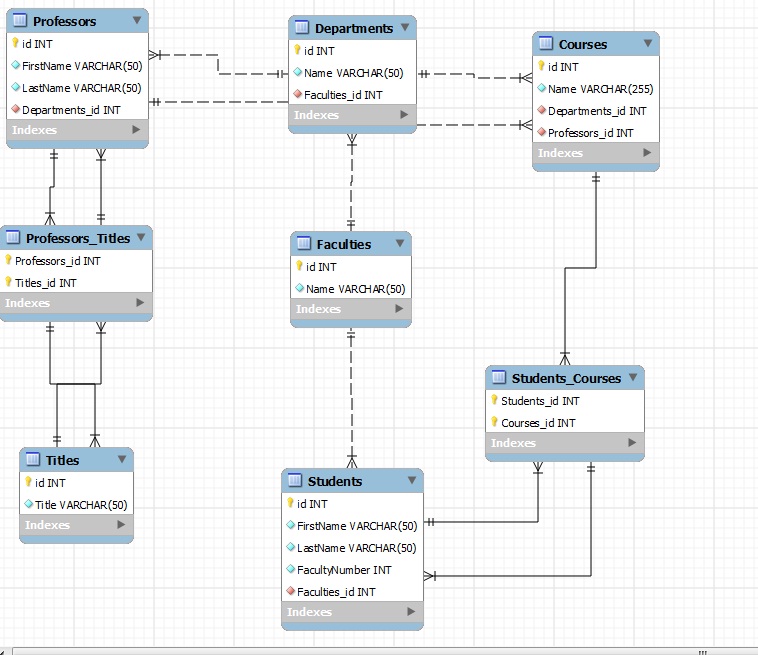 Professors
id INT
FirstName VARCHAR(50)
LastName VARCHAR(50)
Departments_id INT
Indexes
Departments
id INT
Name VARCHAR(50)
Faculties_id INT
Indexes
Courses
id INT
Name VARCHAR(255)
Departments_id INT
Professors_id INT
Indexes
Professors_Titles
Professors_id INT
Titles_id INT
Indexes
Faculties
id INT
Name VARCHAR(50)
Indexes
Students_Courses
Students_id INT
Courses_id INT
Indexes
Titles
id INT
Title VARCHAR(50)
Indexes
Students
id INT
FirstName VARCHAR(50)
LastName VARCHAR(50)
FacultyNumber INT
Faculties_id INT
Indexes